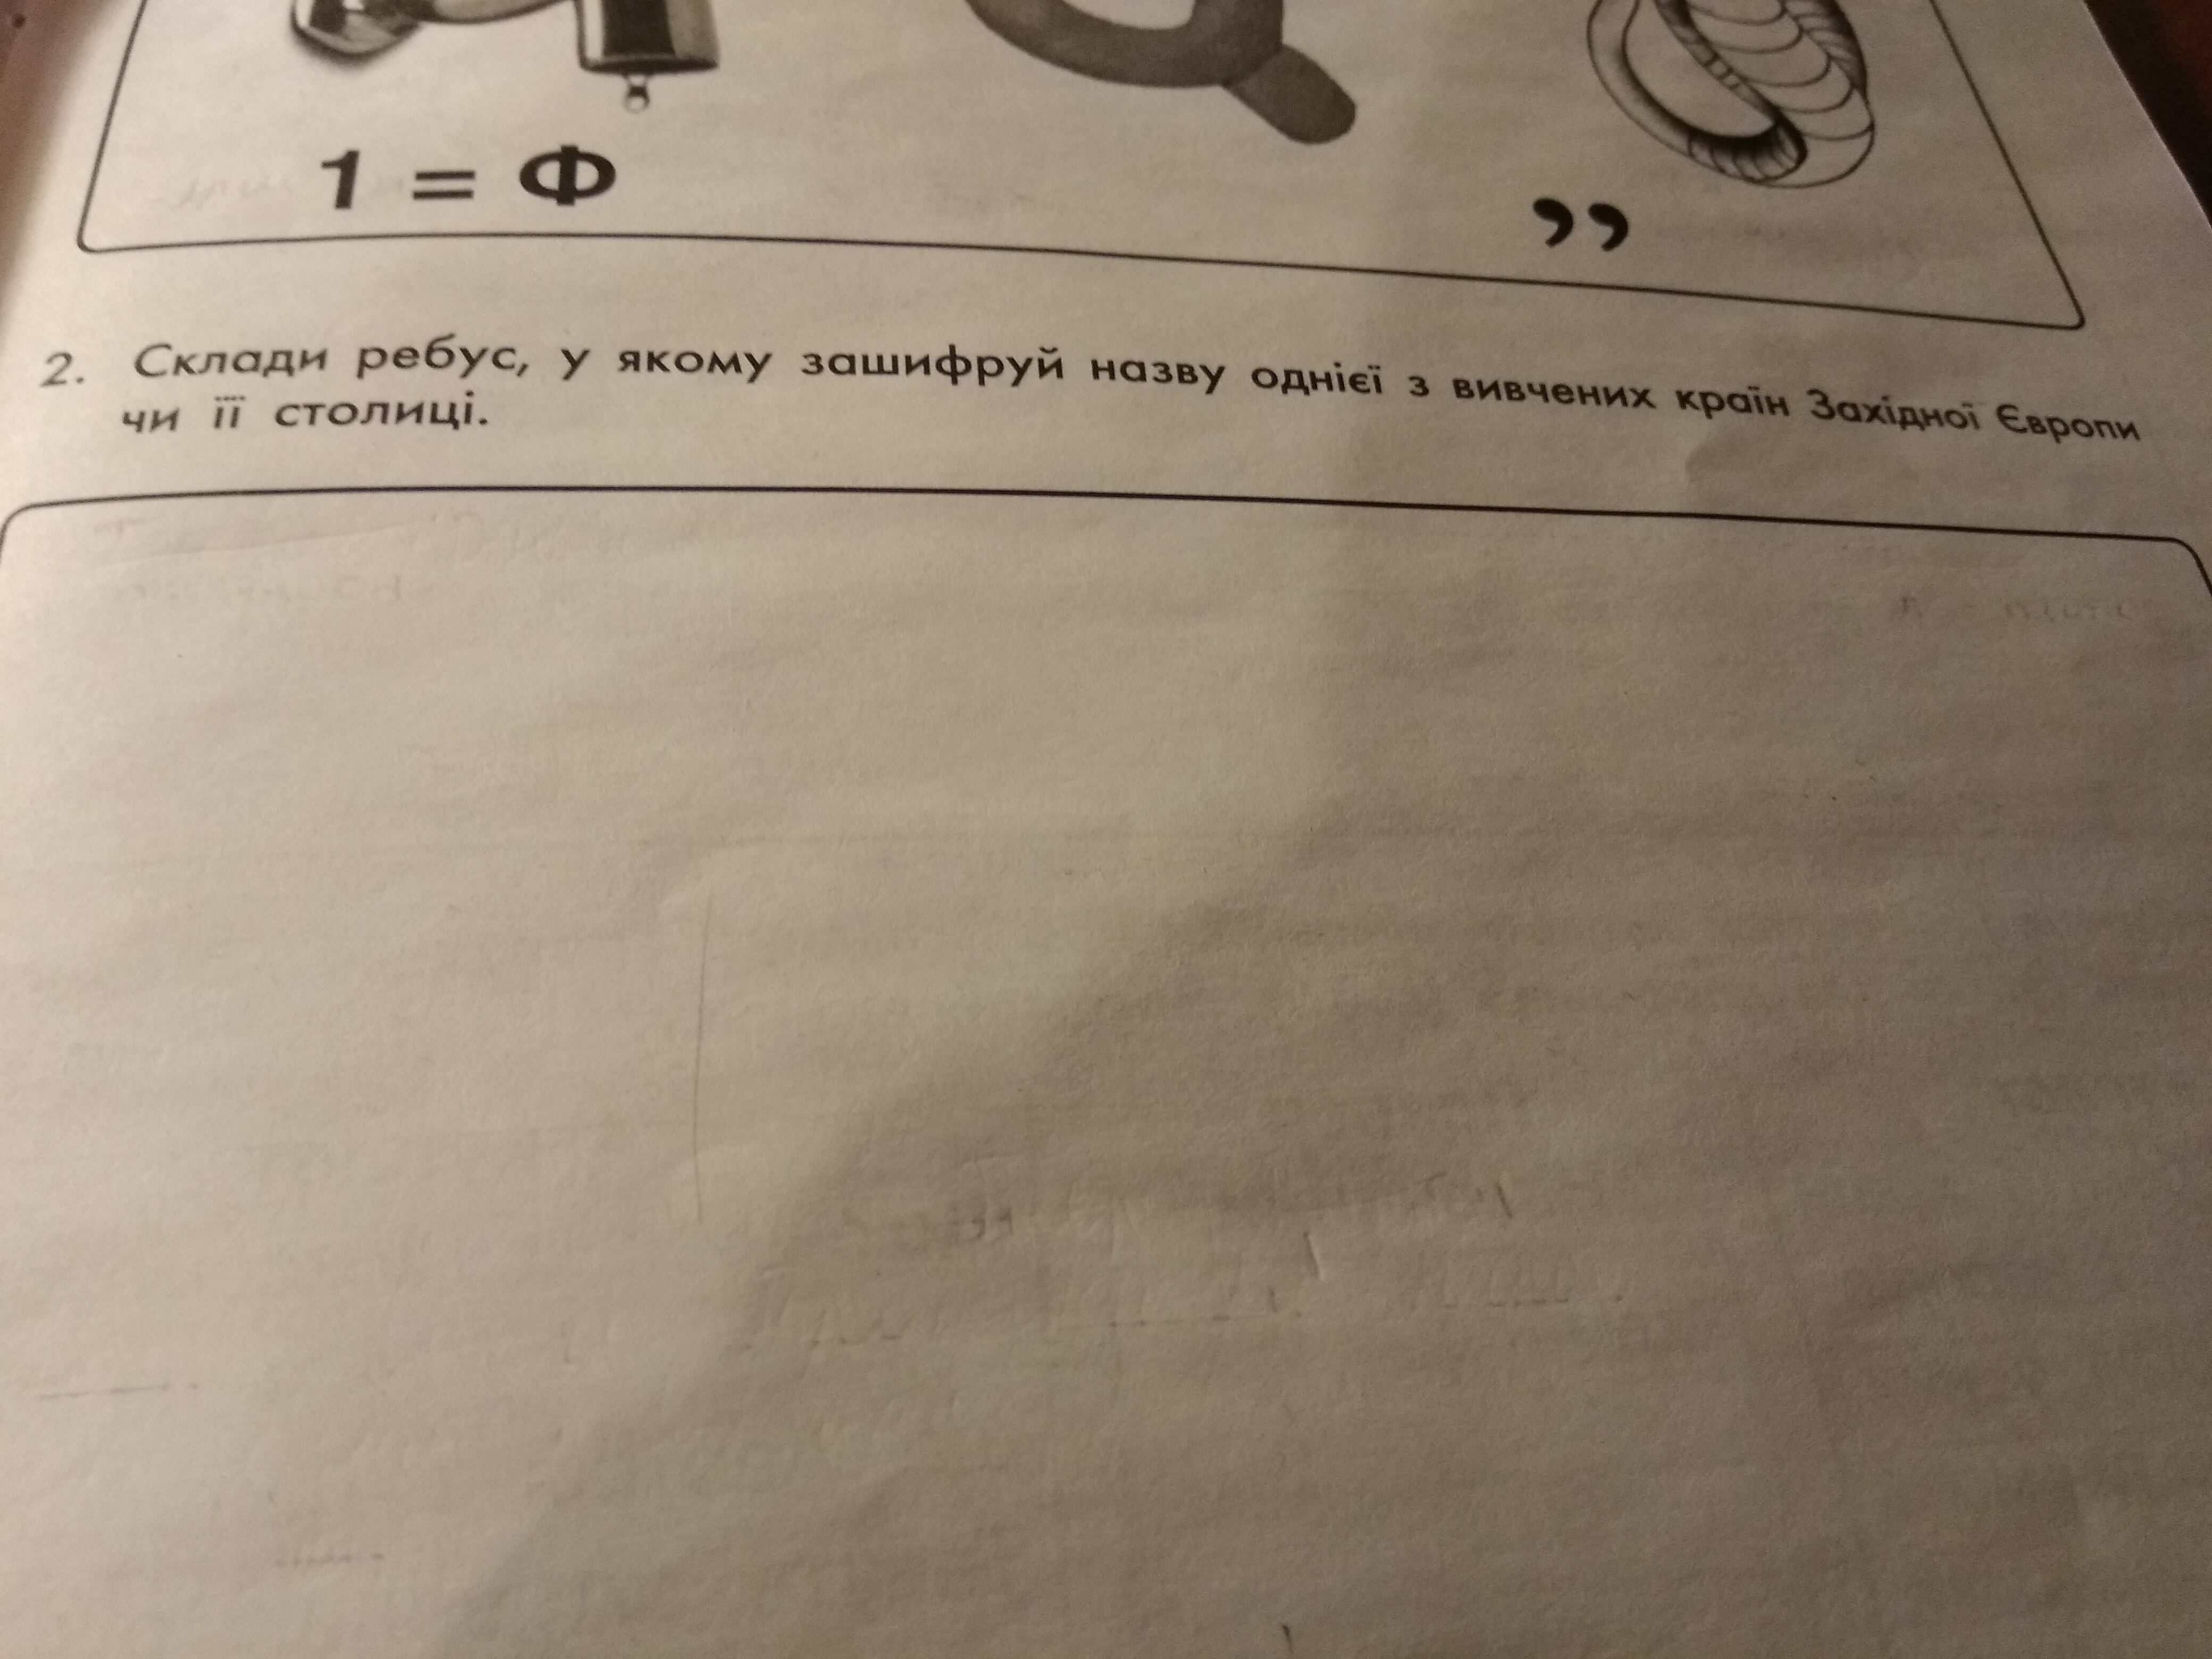 1 = Ф
,,
2. Склади ребус, у якому зашифруй назву однієї з вивчених країн Західної Європи
чи її столиці.